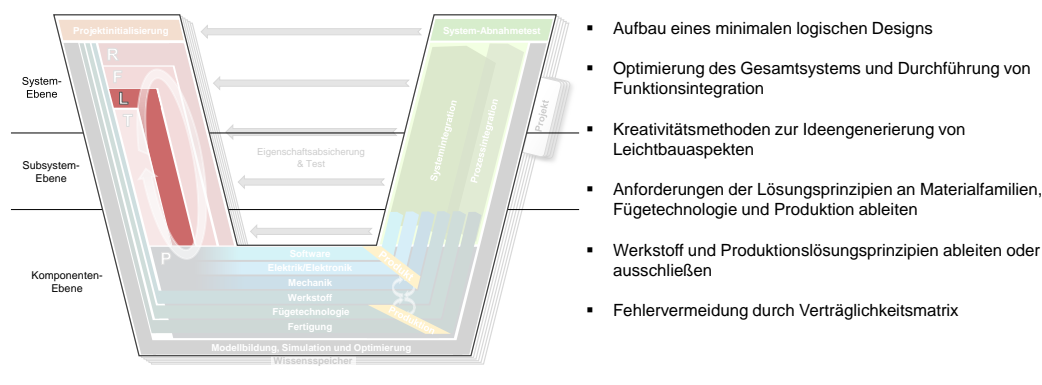 Projektinitialisierung
System-Abnahmetest
R
F
L
T
P
System-
Ebene
Subsystem-
Ebene
Komponenten-
Ebene
Eigenschaftsabsicherung
& Test
Systemintegration
Prozessintegration
Projekt
Software
Elektrik/Elektronik
Mechanik
Werkstoff
Fügetechnologie
Fertigung
Produkt
Produktion
Modellbildung, Simulation und Optimierung
Wissensspeicher
▪ Aufbau eines minimalen logischen Designs
▪ Optimierung des Gesamtsystems und Durchführung von
Funktionsintegration
▪ Kreativitätsmethoden zur Ideengenerierung von
Leichtbauaspekten
▪ Anforderungen der Lösungsprinzipien an Materialfamilien,
Fügetechnologie und Produktion ableiten
▪ Werkstoff und Produktionslösungsprinzipien ableiten oder
ausschließen
▪ Fehlervermeidung durch Verträglichkeitsmatrix